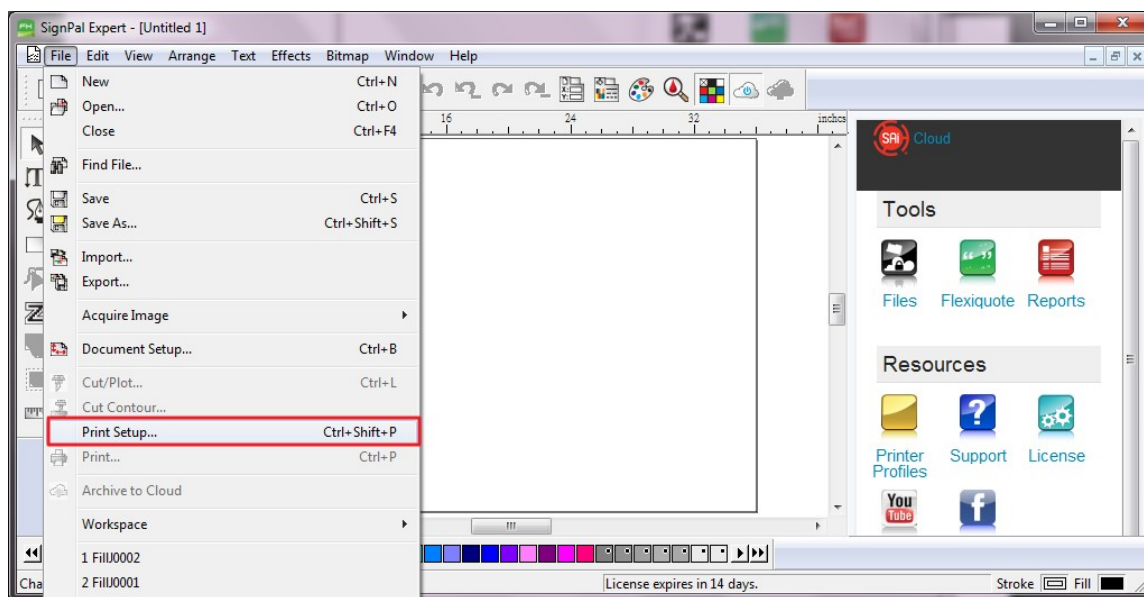 SignPal Expert - [Untitled 1]
File Edit View Arrange Text Effects Bitmap Window Help
New Ctrl+N
Open... Ctrl+O
Close Ctrl+F4
Find File...
Save Ctrl+S
Save As... Ctrl+Shift+S
Import...
Export...
Acquire Image
Document Setup... Ctrl+B
Cut/Plot... Ctrl+L
Cut Contour...
Print Setup... Ctrl+Shift+P
Print... Ctrl+P
Archive to Cloud
Workspace
1 FillJ0002
2 FillJ0001
16 24 32 inches
SAi Cloud
Tools
Files Flexiquote Reports
Resources
Printer Profiles Support License
You Tube f
Cha
License expires in 14 days.
Stroke Fill